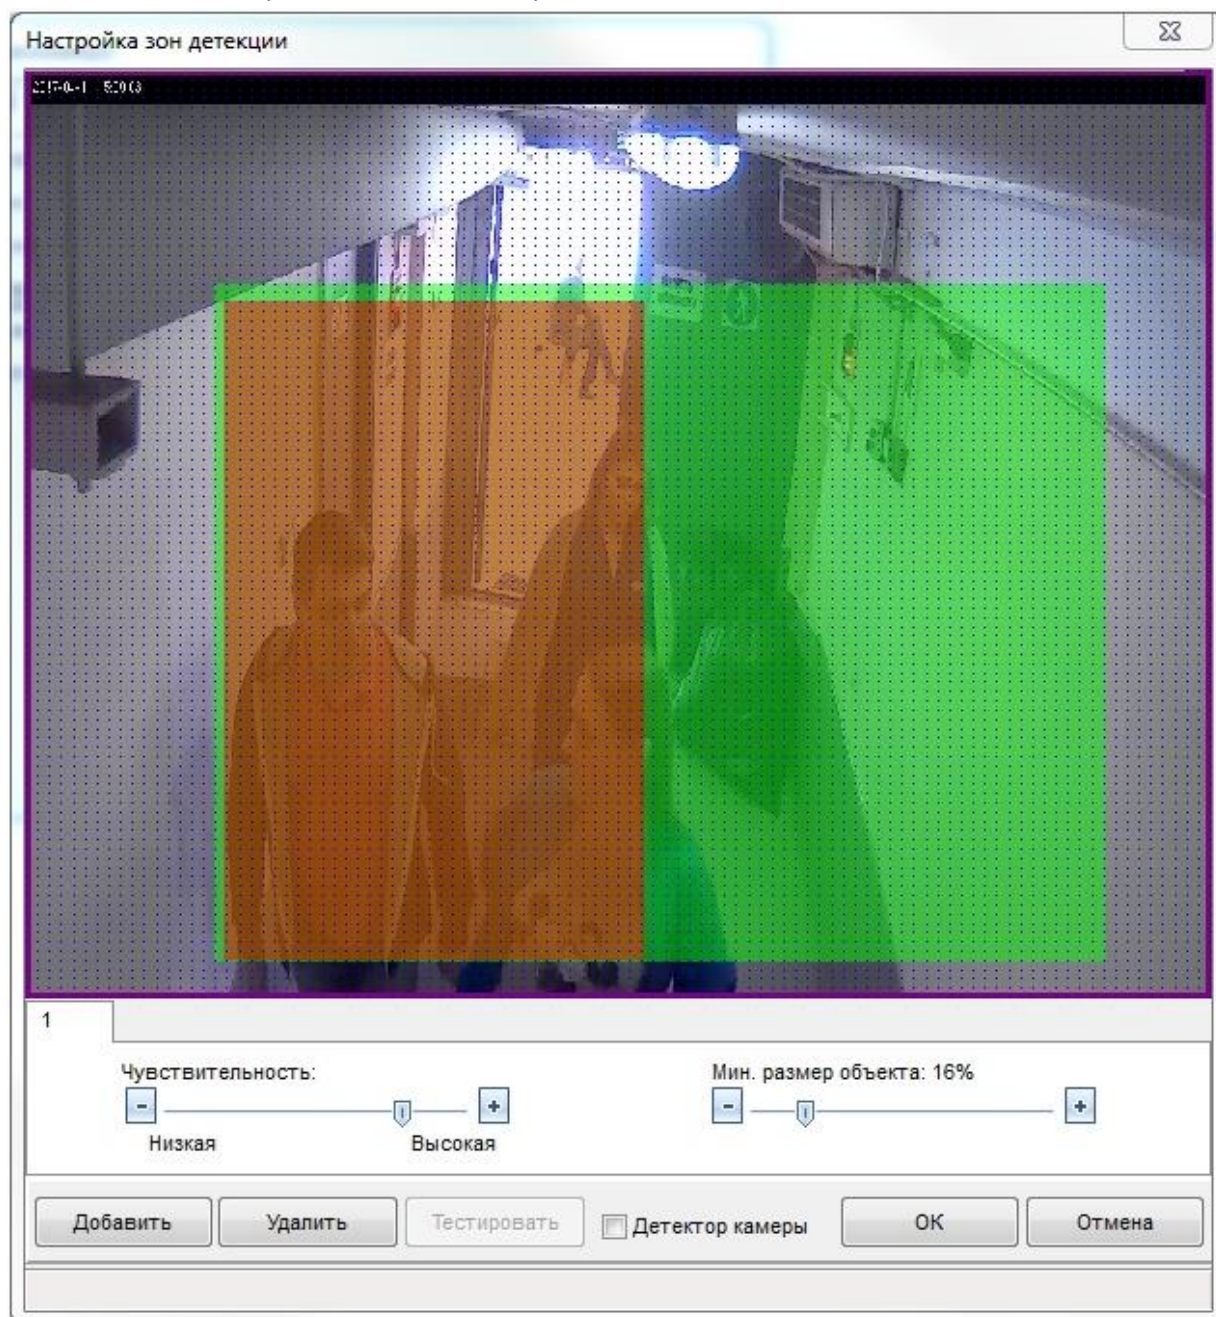 Настройка зон детекции
1
Чувствительность:
Мин. размер объекта: 16%
- + - +
Низкая Высокая
Добавить Удалить Тестировать Детектор камеры OK Отмена